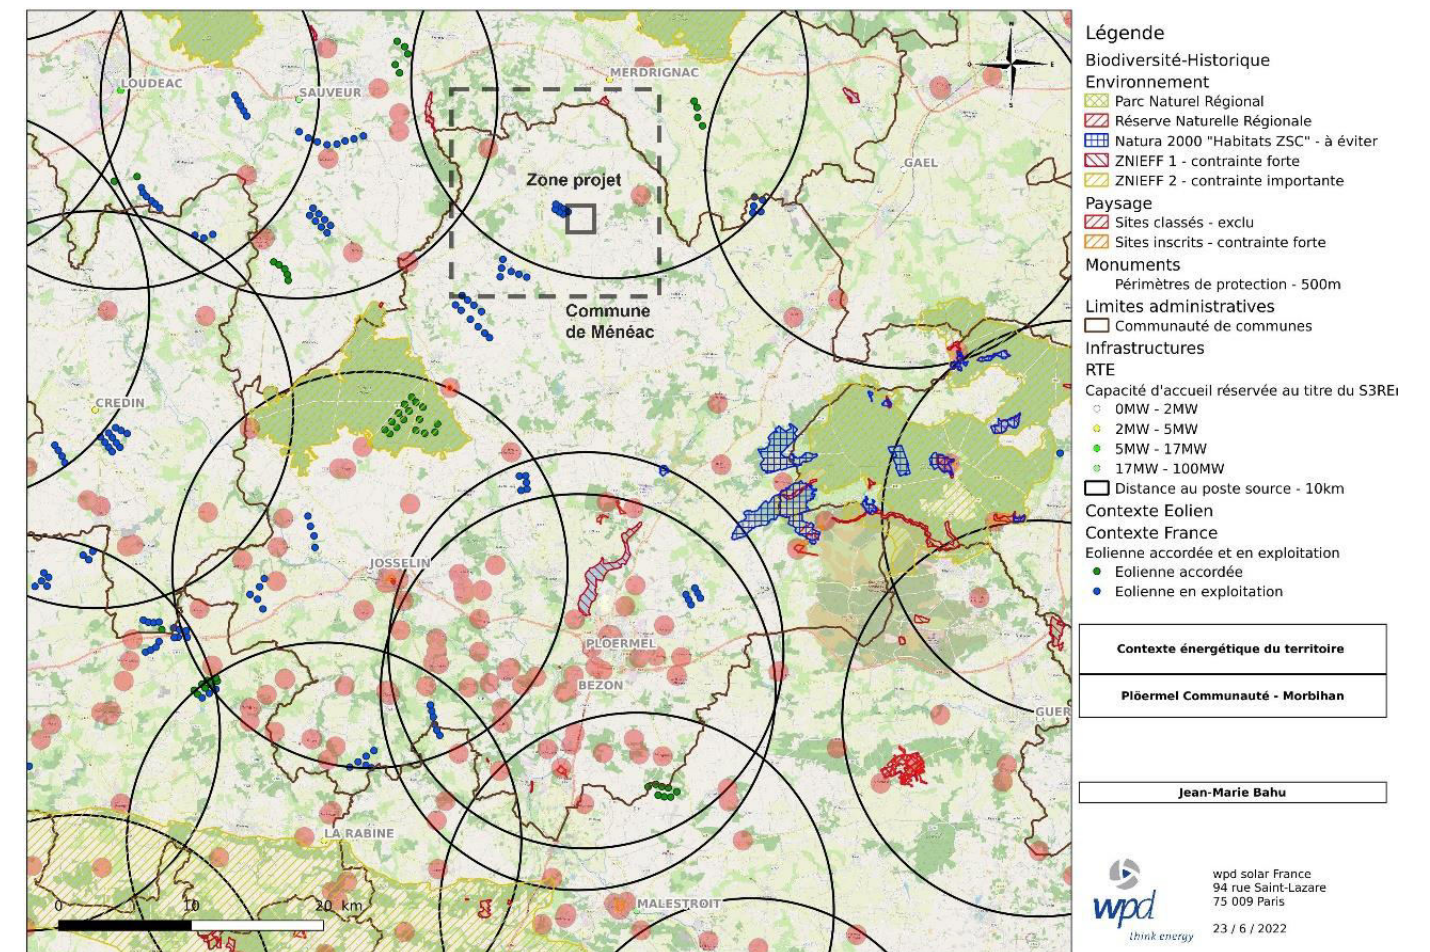 LOUDEAC
SAUVEUR
MERDRIGNAC
GAEL
Zone projet
Commune
de Ménéac
CREDIN
JOSSELIN
PLOERMEL
BEZON
GUER
LA RABINE
MALESTROIT
0 10 20 km
N
E
S
O
Légende
Biodiversité-Historique
Environnement
Parc Naturel Régional
Réserve Naturelle Régionale
Natura 2000 "Habitats ZSC" - à éviter
ZNIEFF 1 - contrainte forte
ZNIEFF 2 - contrainte importante
Paysage
Sites classés - exclu
Sites inscrits - contrainte forte
Monuments
Périmètres de protection - 500m
Limites administratives
Communauté de communes
Infrastructures
RTE
Capacité d'accueil réservée au titre du S3REn
0MW - 2MW
2MW - 5MW
5MW - 17MW
17MW - 100MW
Distance au poste source - 10km
Contexte Eolien
Contexte France
Eolienne accordée et en exploitation
Eolienne accordée
Eolienne en exploitation
Contexte énergétique du territoire
Plöermel Communauté - Morbihan
Jean-Marie Bahu
wpd
think energy
wpd solar France
94 rue Saint-Lazare
75 009 Paris
23 / 6 / 2022